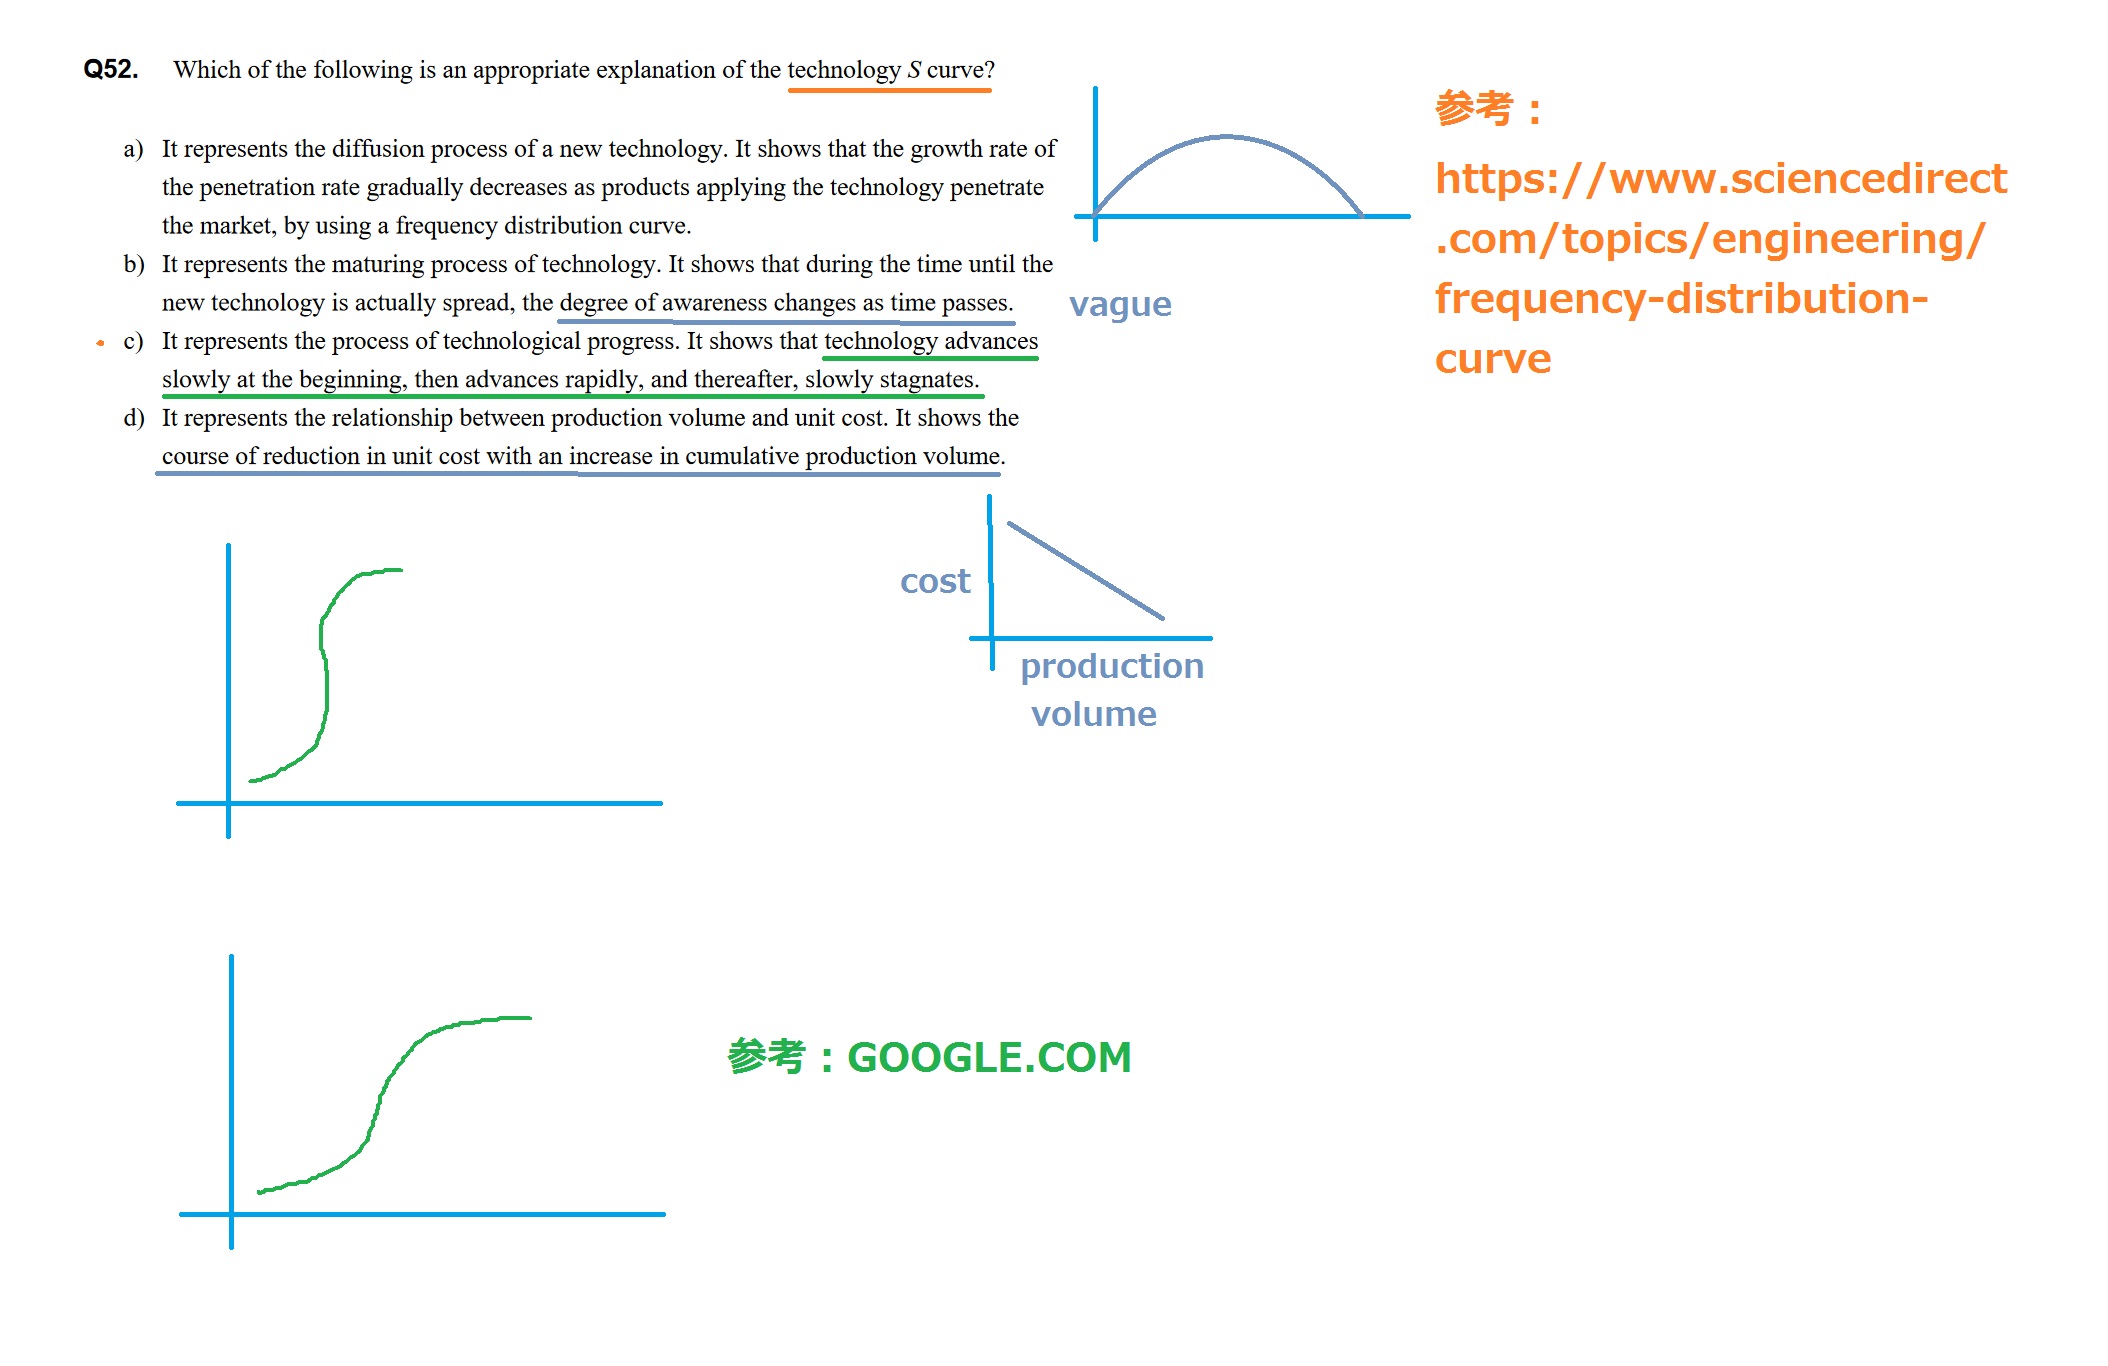 Q52. Which of the following is an appropriate explanation of the technology S curve?
a) It represents the diffusion process of a new technology. It shows that the growth rate of
the penetration rate gradually decreases as products applying the technology penetrate
the market, by using a frequency distribution curve.
b) It represents the maturing process of technology. It shows that during the time until the
new technology is actually spread, the degree of awareness changes as time passes.
c) It represents the process of technological progress. It shows that technology advances
slowly at the beginning, then advances rapidly, and thereafter, slowly stagnates.
d) It represents the relationship between production volume and unit cost. It shows the
course of reduction in unit cost with an increase in cumulative production volume.
vague
参考：
https://www.sciencedirect
.com/topics/engineering/
frequency-distribution-
curve
cost
production
volume
参考：GOOGLE.COM